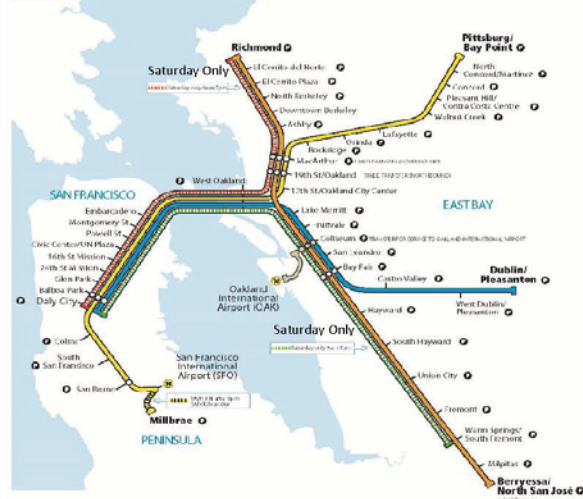 Richmond P
Pittsburg/
Bay Point P
Saturday Only
El Cerrito del Norte P
El Cerrito Plaza P
North Berkeley P
Downtown Berkeley
Ashby P
North
Concord/Martinez P
Concord P
Pleasant Hill/
Contra Costa Centre P
Walnut Creek P
Lafayette P
Orinda P
Rockridge P
MacArthur P
19th St/Oakland
12th St/Oakland City Center
P West Oakland
SAN FRANCISCO
EAST BAY
Embarcadero
Montgomery St
Powell St
Civic Center/UN Plaza
16th St Mission
24th St Mission
Glen Park
Balboa Park
P Daly City
Lake Merritt P
Fruitvale P
Coliseum P
San Leandro P
Bay Fair P
Castro Valley P
Dublin/
Pleasanton P
West Dublin/
Pleasanton P
Oakland
International
Airport (OAK)
Hayward P
Saturday Only
South Hayward P
P Colma
South
P San Francisco
San Francisco
International
Airport (SFO)
P San Bruno
Millbrae P
PENINSULA
Union City P
Fremont P
Warm Springs/
South Fremont P
Milpitas P
Berryessa/
North San José P